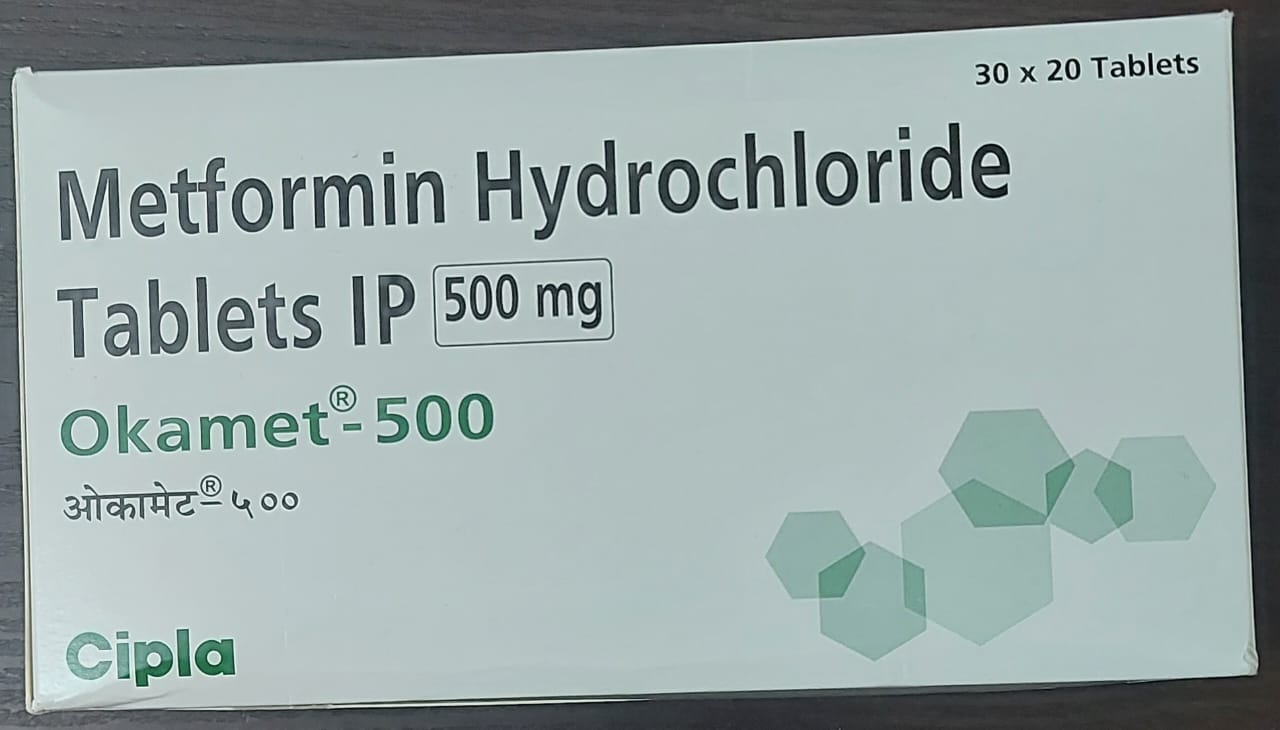 30 x 20 Tablets
Metformin Hydrochloride
Tablets IP 500 mg
Okamet®-500
ओकामेट®-५००
Cipla